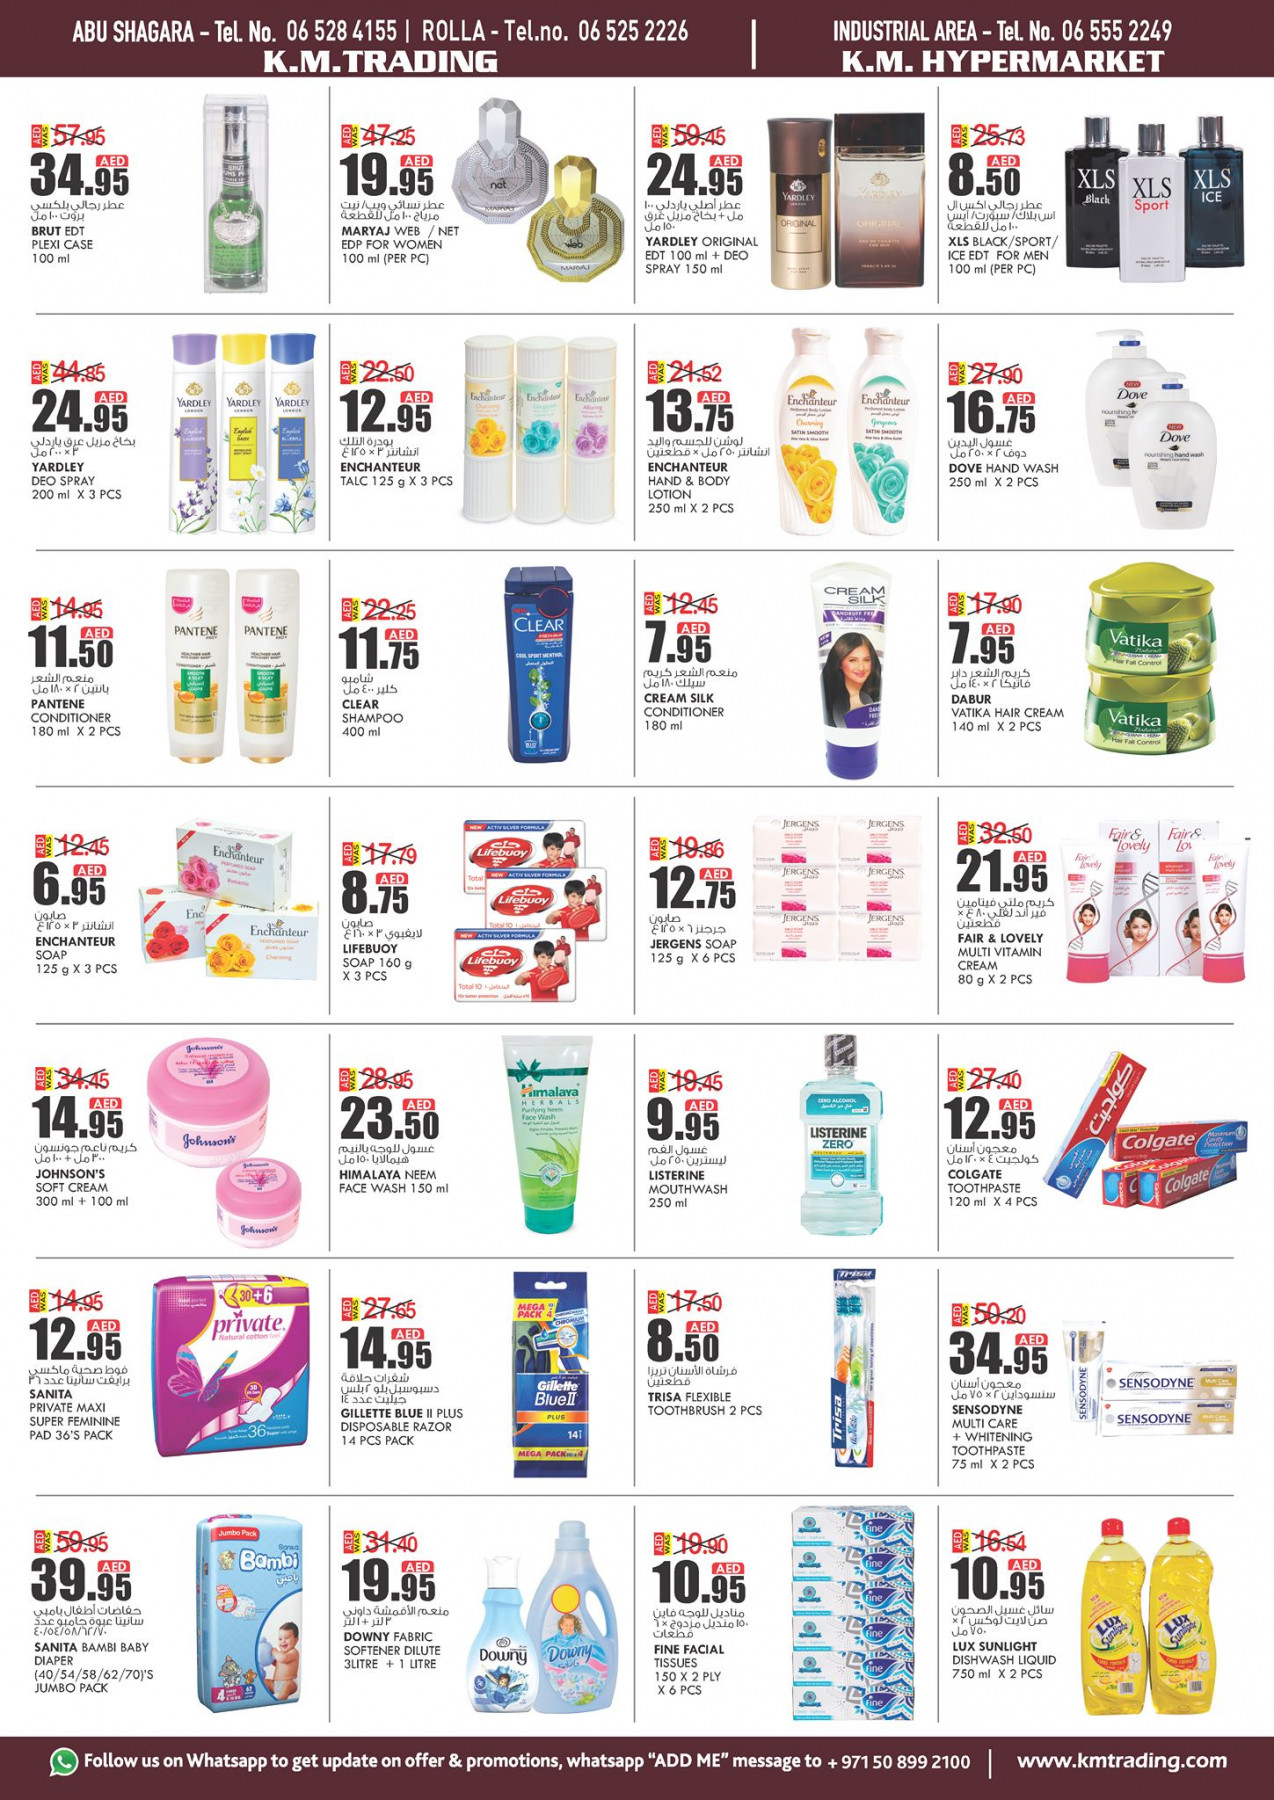 ABU SHAGARA - Tel. No. 06 528 4155 | ROLLA - Tel.no. 06 525 2226
K.M.TRADING
INDUSTRIAL AREA - Tel. No. 06 555 2249
K.M. HYPERMARKET
AED WAS 57.95
34.95 AED
عطر رجالي بلكسي
بروت ١٠٠ مل
BRUT EDT
PLEXI CASE
100 ml
AED WAS 47.25
19.95 AED
عطر نسائي ويب/ نيت
مرياج ١٠٠ مل للقطعة
MARYAJ WEB / NET
EDP FOR WOMEN
100 ml (PER PC)
AED WAS 59.45
24.95 AED
عطر أصلي ياردلي ١٠٠
مل + بخاخ مزيل عرق
١٥٠ مل
YARDLEY ORIGINAL
EDT 100 ml + DEO
SPRAY 150 ml
AED WAS 25.73
8.50 AED
عطر رجالي اكس ال
اس بلاك/ سبورت/ آيس
١٠٠ مل للقطعة
XLS BLACK/SPORT/
ICE EDT FOR MEN
100 ml (PER PC)
XLS Black
XLS Sport
XLS ICE
AED WAS 44.85
24.95 AED
بخاخ مزيل عرق ياردلي
٣ × ٢٠٠ مل
YARDLEY
DEO SPRAY
200 ml X 3 PCS
AED WAS 22.50
12.95 AED
بودرة التلك
انشانتر ٣ × ١٢٥ غ
ENCHANTEUR
TALC 125 g X 3 PCS
AED WAS 21.52
13.75 AED
لوشن للجسم واليد
انشانتر ٢٥٠ مل × قطعتين
ENCHANTEUR
HAND & BODY
LOTION
250 ml X 2 PCS
AED WAS 27.90
16.75 AED
غسول اليدين
دوف ٢ × ٢٥٠ مل
DOVE HAND WASH
250 ml X 2 PCS
AED WAS 14.95
11.50 AED
منعم الشعر
بانتين ٢ × ١٨٠ مل
PANTENE
CONDITIONER
180 ml X 2 PCS
AED WAS 22.25
11.75 AED
شامبو
كلير ٤٠٠ مل
CLEAR
SHAMPOO
400 ml
AED WAS 12.45
7.95 AED
منعم الشعر كريم
سيلك ١٨٠ مل
CREAM SILK
CONDITIONER
180 ml
AED WAS 17.90
7.95 AED
كريم الشعر دابر
فاتيكا ٢ × ١٤٠ مل
DABUR
VATIKA HAIR CREAM
140 ml X 2 PCS
AED WAS 12.45
6.95 AED
صابون
انشانتر ٣ × ١٢٥ غ
ENCHANTEUR
SOAP
125 g X 3 PCS
AED WAS 17.79
8.75 AED
صابون
لايفبوي ٣ × ١٦٠ غ
LIFEBUOY
SOAP 160 g
X 3 PCS
AED WAS 19.86
12.75 AED
صابون
جرجنز ٦ × ١٢٥ غ
JERGENS SOAP
125 g X 6 PCS
AED WAS 32.50
21.95 AED
كريم ملتي فيتامين
فير آند لفلي ٨٠ غ ×
قطعتين
FAIR & LOVELY
MULTI VITAMIN
CREAM
80 g X 2 PCS
AED WAS 34.45
14.95 AED
كريم ناعم جونسون
٣٠٠ مل + ١٠٠ مل
JOHNSON'S
SOFT CREAM
300 ml + 100 ml
AED WAS 28.95
23.50 AED
غسول للوجه بالنيم
هيمالايا ١٥٠ مل
HIMALAYA NEEM
FACE WASH 150 ml
AED WAS 19.45
9.95 AED
غسول الفم
ليسترين ٢٥٠ مل
LISTERINE
MOUTHWASH
250 ml
AED WAS 27.40
12.95 AED
معجون أسنان
كولجيت ٤ × ١٢٠ مل
COLGATE
TOOTHPASTE
120 ml X 4 PCS
AED WAS 14.95
12.95 AED
فوط صحية ماكسي
برايفت سانيتا عدد ٣٦
SANITA
PRIVATE MAXI
SUPER FEMININE
PAD 36'S PACK
AED WAS 27.65
14.95 AED
شفرات حلاقة
دسبوسبل بلو ٢ بلس
جيليت عدد ١٤
GILLETTE BLUE II PLUS
DISPOSABLE RAZOR
14 PCS PACK
AED WAS 17.50
8.50 AED
فرشاة الأسنان تريزا
قطعتين
TRISA FLEXIBLE
TOOTHBRUSH 2 PCS
AED WAS 50.20
34.95 AED
معجون أسنان
سنسوداين ٢ × ٧٥ مل
SENSODYNE
MULTI CARE
+ WHITENING
TOOTHPASTE
75 ml X 2 PCS
AED WAS 59.95
39.95 AED
حفاضات أطفال بامبي
سانيتا عبوة جامبو عدد
٤٠/٥٤/٥٨/٦٢/٧٠
SANITA BAMBI BABY
DIAPER
(40/54/58/62/70)'S
JUMBO PACK
AED WAS 31.40
19.95 AED
منعم الأقمشة داوني
٣ لتر + ١ لتر
DOWNY FABRIC
SOFTENER DILUTE
3LITRE + 1 LITRE
AED WAS 19.90
10.95 AED
مناديل للوجه فاين
١٥٠ منديل مزدوج × ٦
قطعات
FINE FACIAL
TISSUES
150 X 2 PLY
X 6 PCS
AED WAS 16.54
10.95 AED
سائل غسيل الصحون
صن لايت لوكس ٢ ×
٧٥٠ مل
LUX SUNLIGHT
DISHWASH LIQUID
750 ml X 2 PCS
Follow us on Whatsapp to get update on offer & promotions, whatsapp "ADD ME" message to + 971 50 899 2100 | www.kmtrading.com